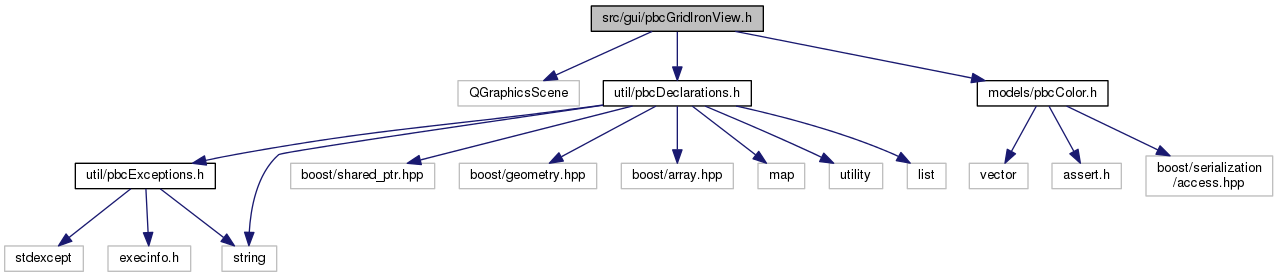 src/gui/pbcGridIronView.h
QGraphicsScene
util/pbcDeclarations.h
models/pbcColor.h
util/pbcExceptions.h
boost/shared_ptr.hpp
boost/geometry.hpp
boost/array.hpp
map
utility
list
vector
assert.h
boost/serialization
/access.hpp
stdexcept
execinfo.h
string